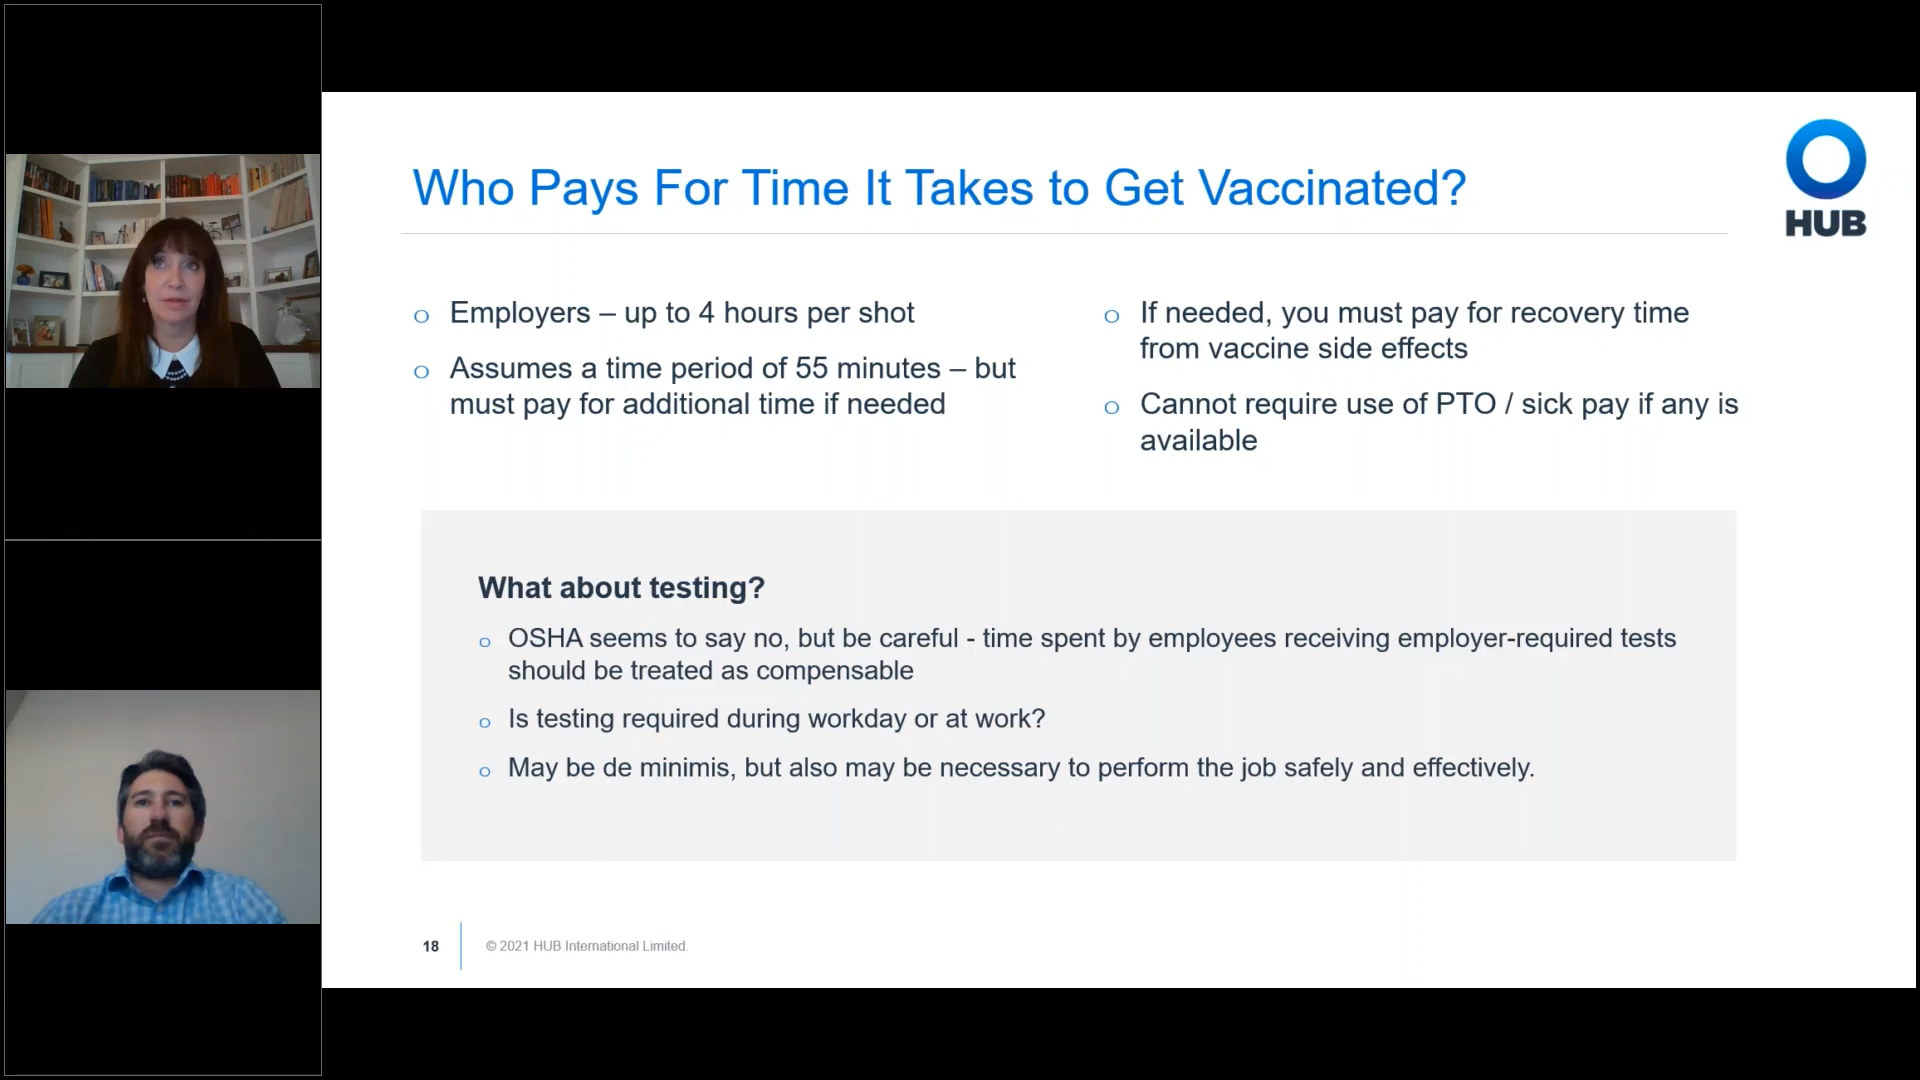 Who Pays For Time It Takes to Get Vaccinated?
HUB
o Employers – up to 4 hours per shot
o Assumes a time period of 55 minutes – but
must pay for additional time if needed
o If needed, you must pay for recovery time
from vaccine side effects
o Cannot require use of PTO / sick pay if any is
available
What about testing?
o OSHA seems to say no, but be careful - time spent by employees receiving employer-required tests
should be treated as compensable
o Is testing required during workday or at work?
o May be de minimis, but also may be necessary to perform the job safely and effectively.
18
© 2021 HUB International Limited.